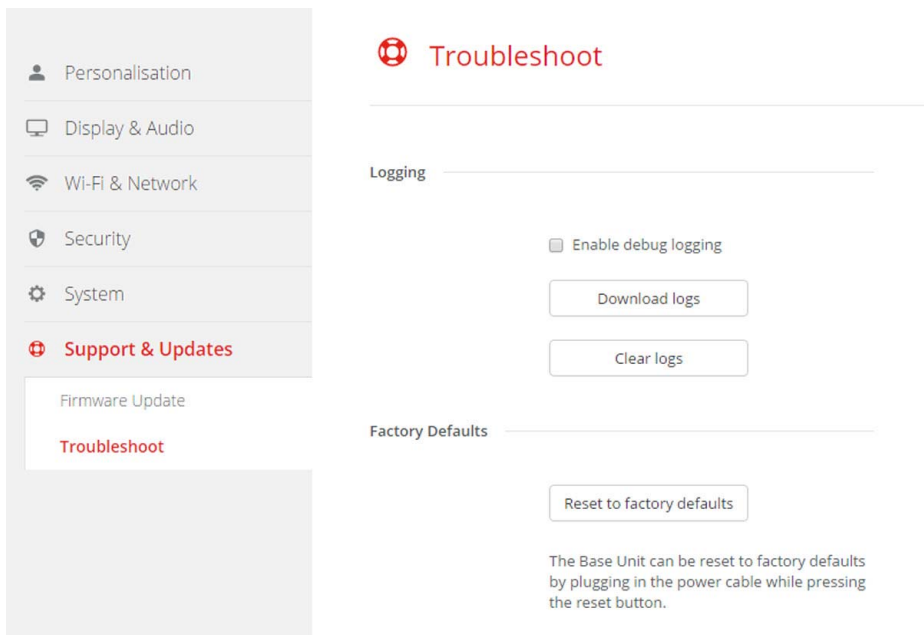 Personalisation
Display & Audio
Wi-Fi & Network
Security
System
Support & Updates
Firmware Update
Troubleshoot
Troubleshoot
Logging
Enable debug logging
Download logs
Clear logs
Factory Defaults
Reset to factory defaults
The Base Unit can be reset to factory defaults
by plugging in the power cable while pressing
the reset button.